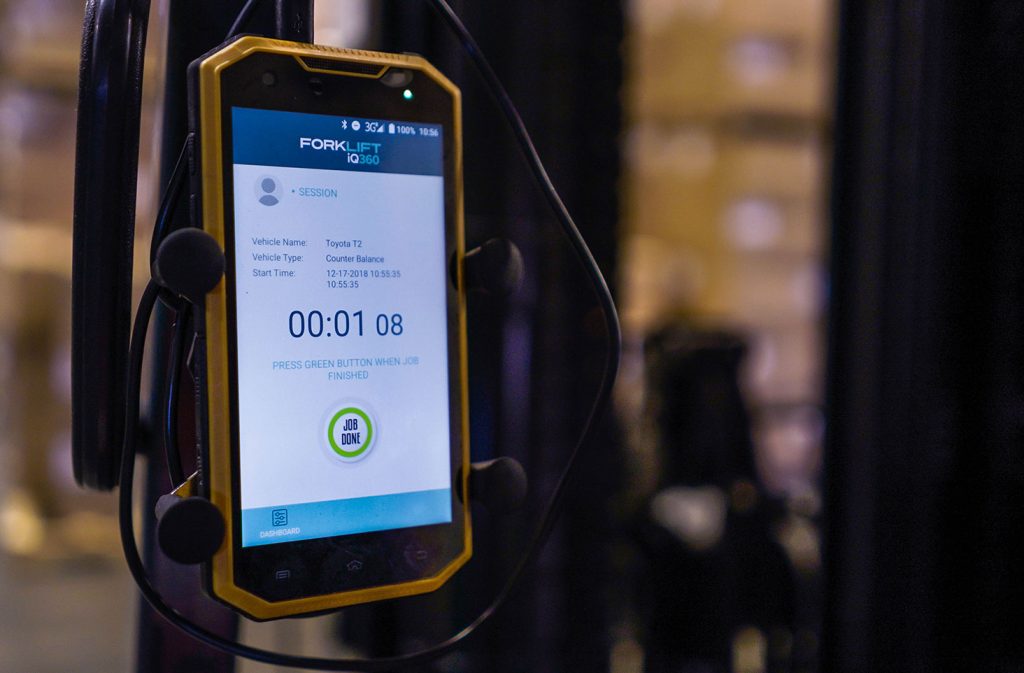 3G 100% 10:56
FORKLIFT
iQ360
• SESSION
Vehicle Name: Toyota T2
Vehicle Type: Counter Balance
Start Time: 12-17-2018 10:55:35
10:55:35
00:01 08
PRESS GREEN BUTTON WHEN JOB
FINISHED
JOB
DONE
DASHBOARD